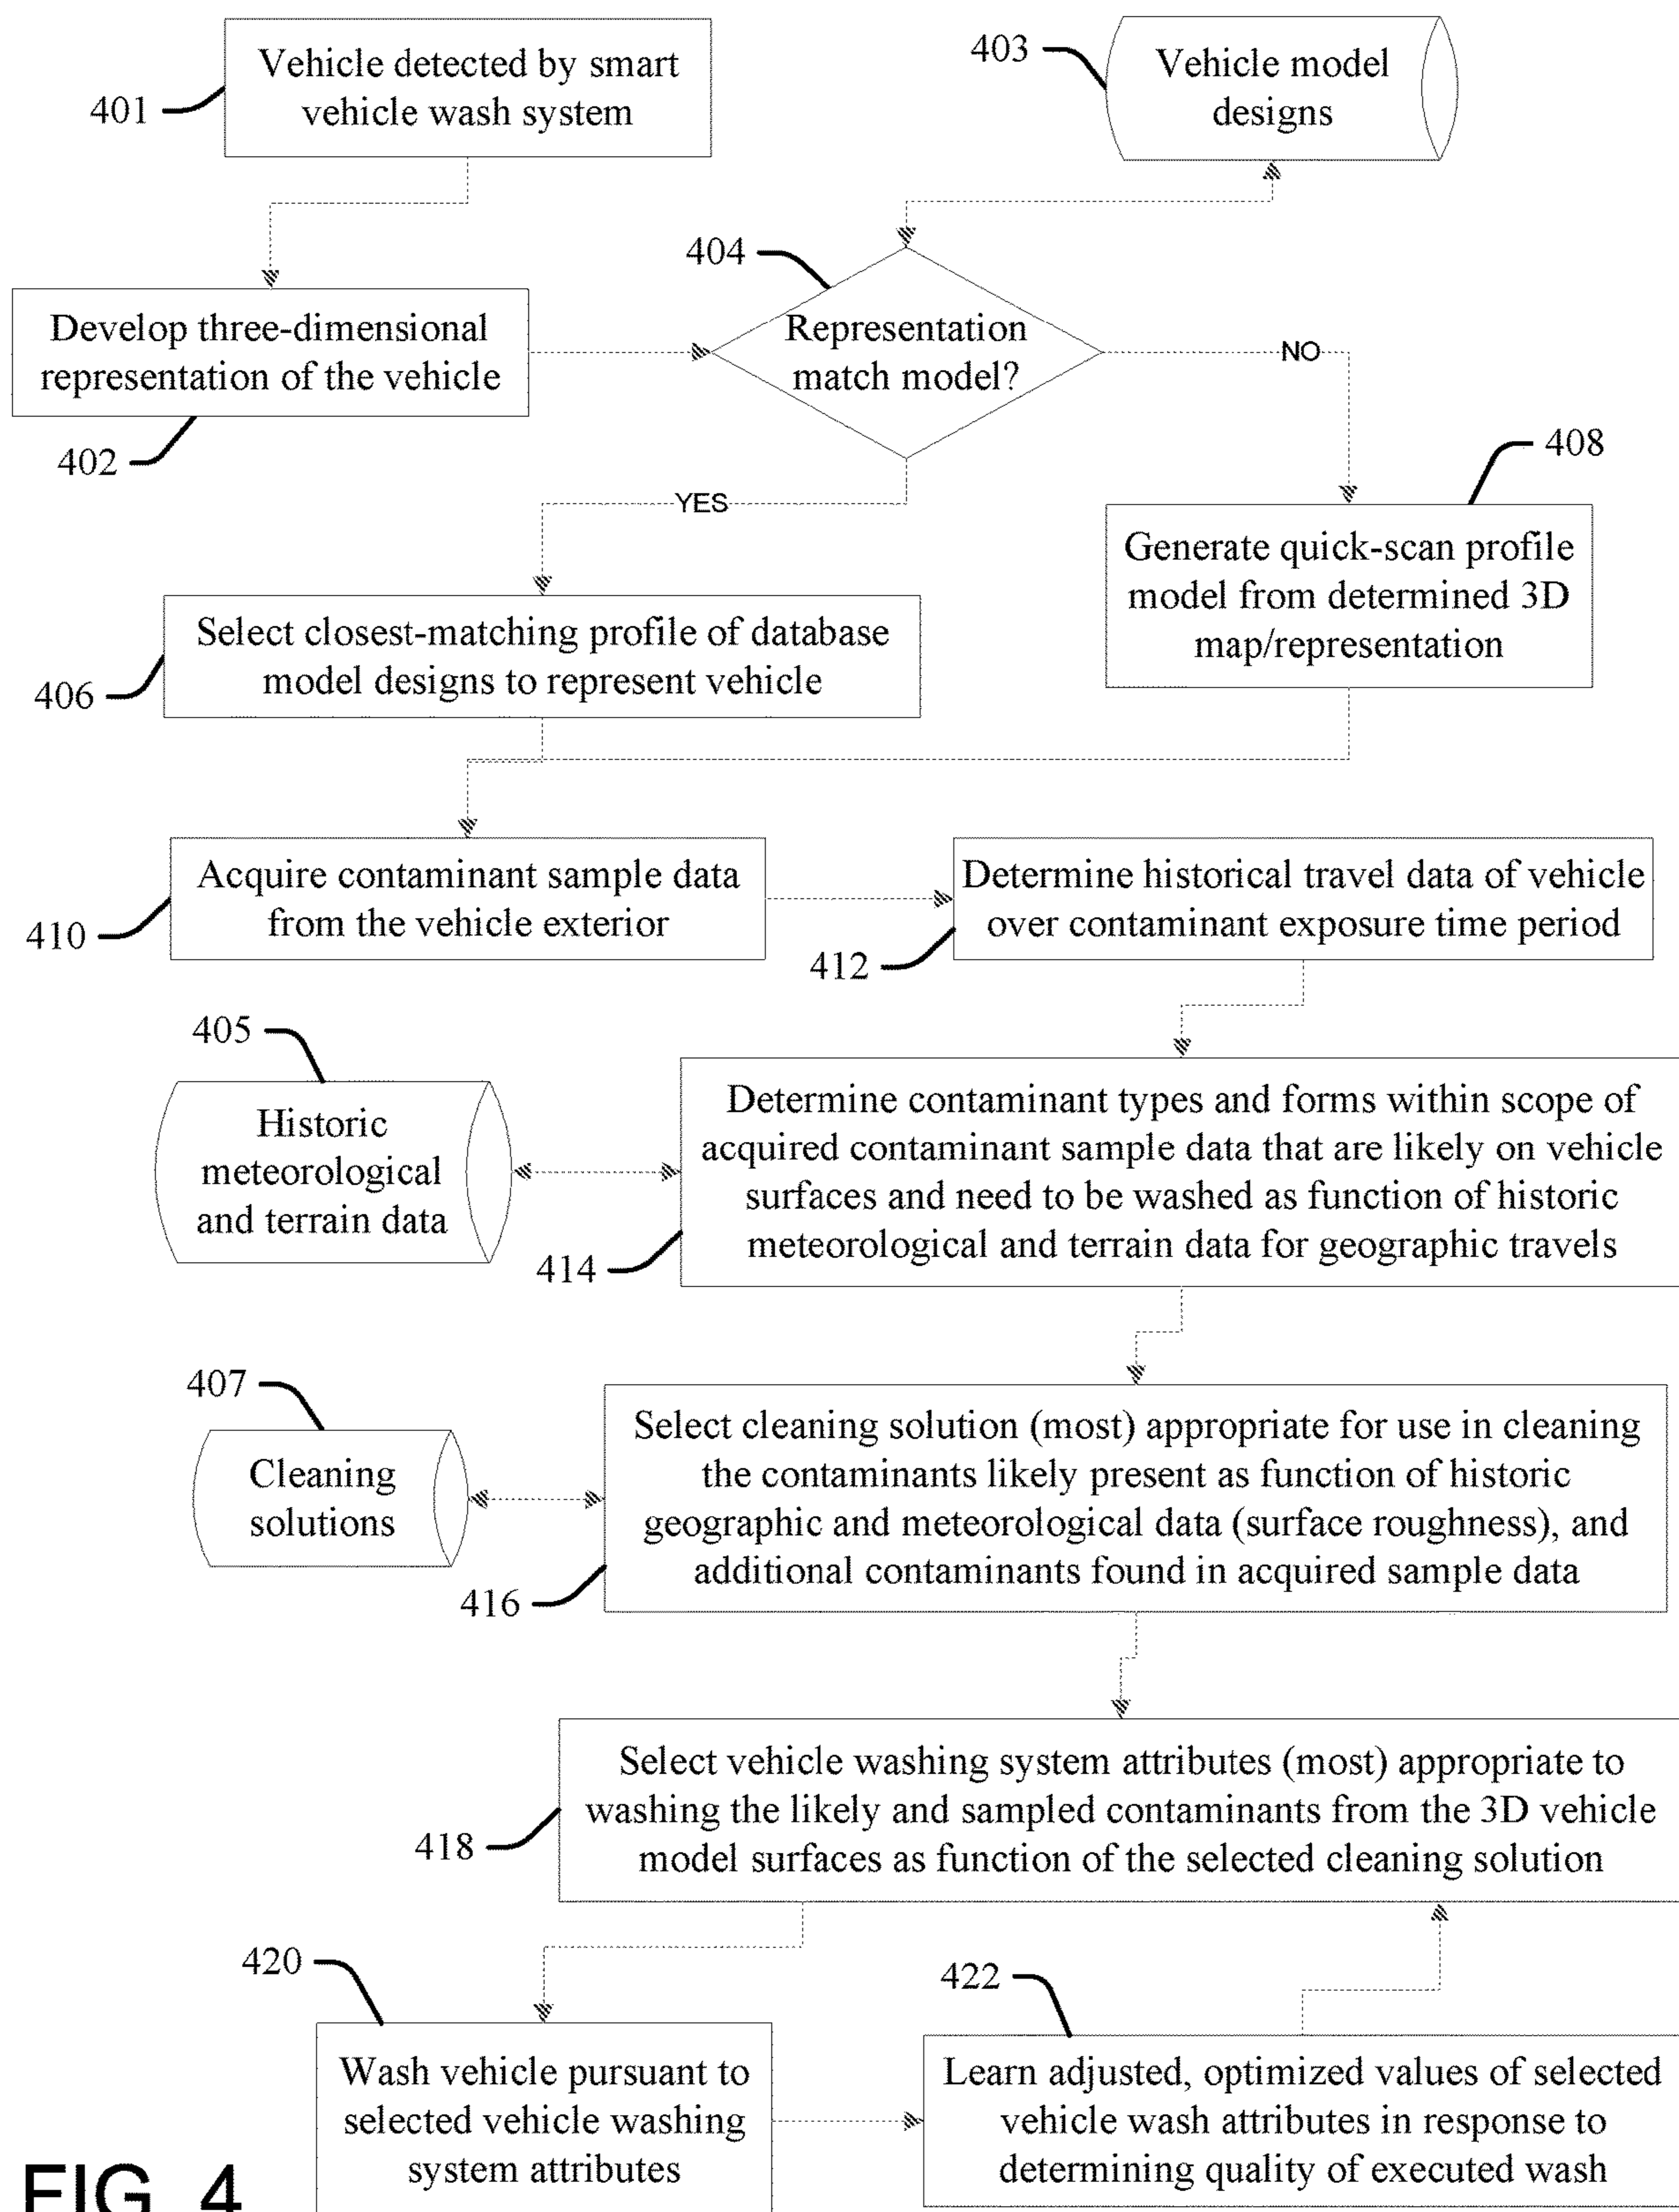 Vehicle detected by smart
vehicle wash system
401
403
Vehicle model
designs
404
Develop three-dimensional
representation of the vehicle
402
Representation
match model?
NO
YES
408
Generate quick-scan profile
model from determined 3D
map/representation
Select closest-matching profile of database
model designs to represent vehicle
406
Acquire contaminant sample data
from the vehicle exterior
410
Determine historical travel data of vehicle
over contaminant exposure time period
412
405
Historic
meteorological
and terrain data
Determine contaminant types and forms within scope of
acquired contaminant sample data that are likely on vehicle
surfaces and need to be washed as function of historic
meteorological and terrain data for geographic travels
414
407
Cleaning
solutions
Select cleaning solution (most) appropriate for use in cleaning
the contaminants likely present as function of historic
geographic and meteorological data (surface roughness), and
additional contaminants found in acquired sample data
416
Select vehicle washing system attributes (most) appropriate to
washing the likely and sampled contaminants from the 3D vehicle
model surfaces as function of the selected cleaning solution
418
420
Wash vehicle pursuant to
selected vehicle washing
system attributes
422
Learn adjusted, optimized values of selected
vehicle wash attributes in response to
determining quality of executed wash
FIG. 4